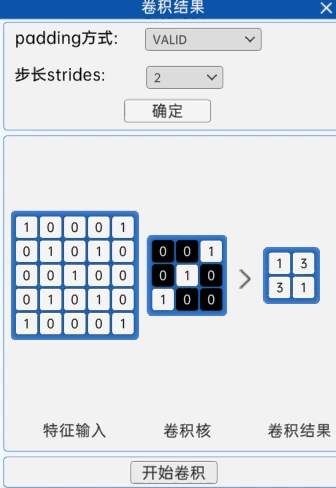 卷积结果
padding方式: VALID
步长strides: 2
确定
1 0 0 0 1
0 1 0 1 0
0 0 1 0 0
0 1 0 1 0
1 0 0 0 1
0 0 1
0 1 0
1 0 0
>
1 3
3 1
特征输入 卷积核 卷积结果
开始卷积